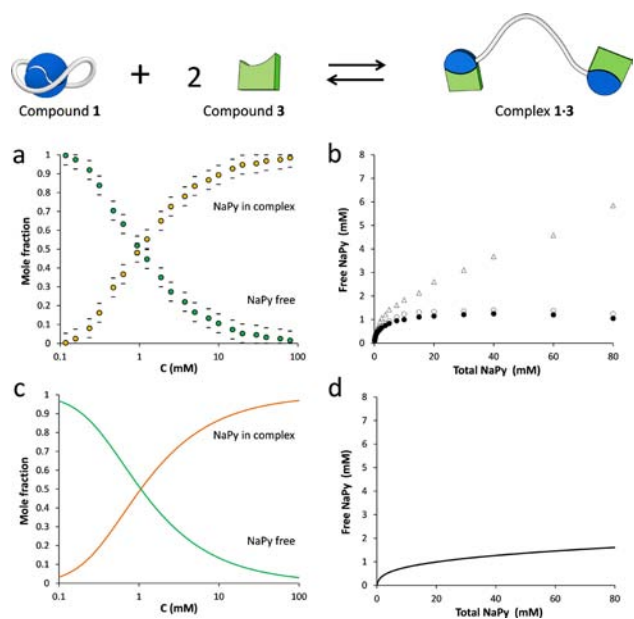 + 2
Compound 1
Compound 3
Complex 1·3
a
1
0.9
0.8
0.7
0.6
0.5
0.4
0.3
0.2
0.1
0
Mole fraction
NaPy in complex
NaPy free
0.1 1 10 100
C (mM)
b
8
7
6
5
4
3
2
1
0
Free NaPy (mM)
0 20 40 60 80
Total NaPy (mM)
c
1
0.9
0.8
0.7
0.6
0.5
0.4
0.3
0.2
0.1
0
Mole fraction
NaPy in complex
NaPy free
0.1 1 10 100
C (mM)
d
8
7
6
5
4
3
2
1
0
Free NaPy (mM)
0 20 40 60 80
Total NaPy (mM)